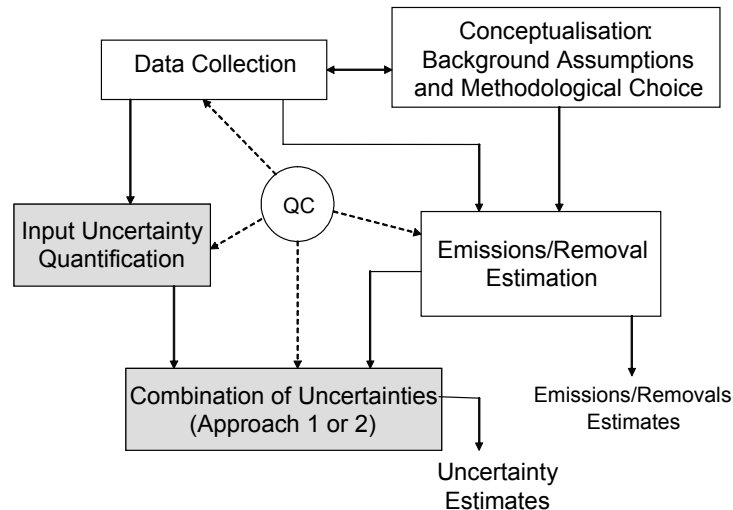 Conceptualisation:
Background Assumptions
and Methodological Choice
Data Collection
QC
Input Uncertainty
Quantification
Emissions/Removal
Estimation
Combination of Uncertainties
(Approach 1 or 2)
Emissions/Removals
Estimates
Uncertainty
Estimates